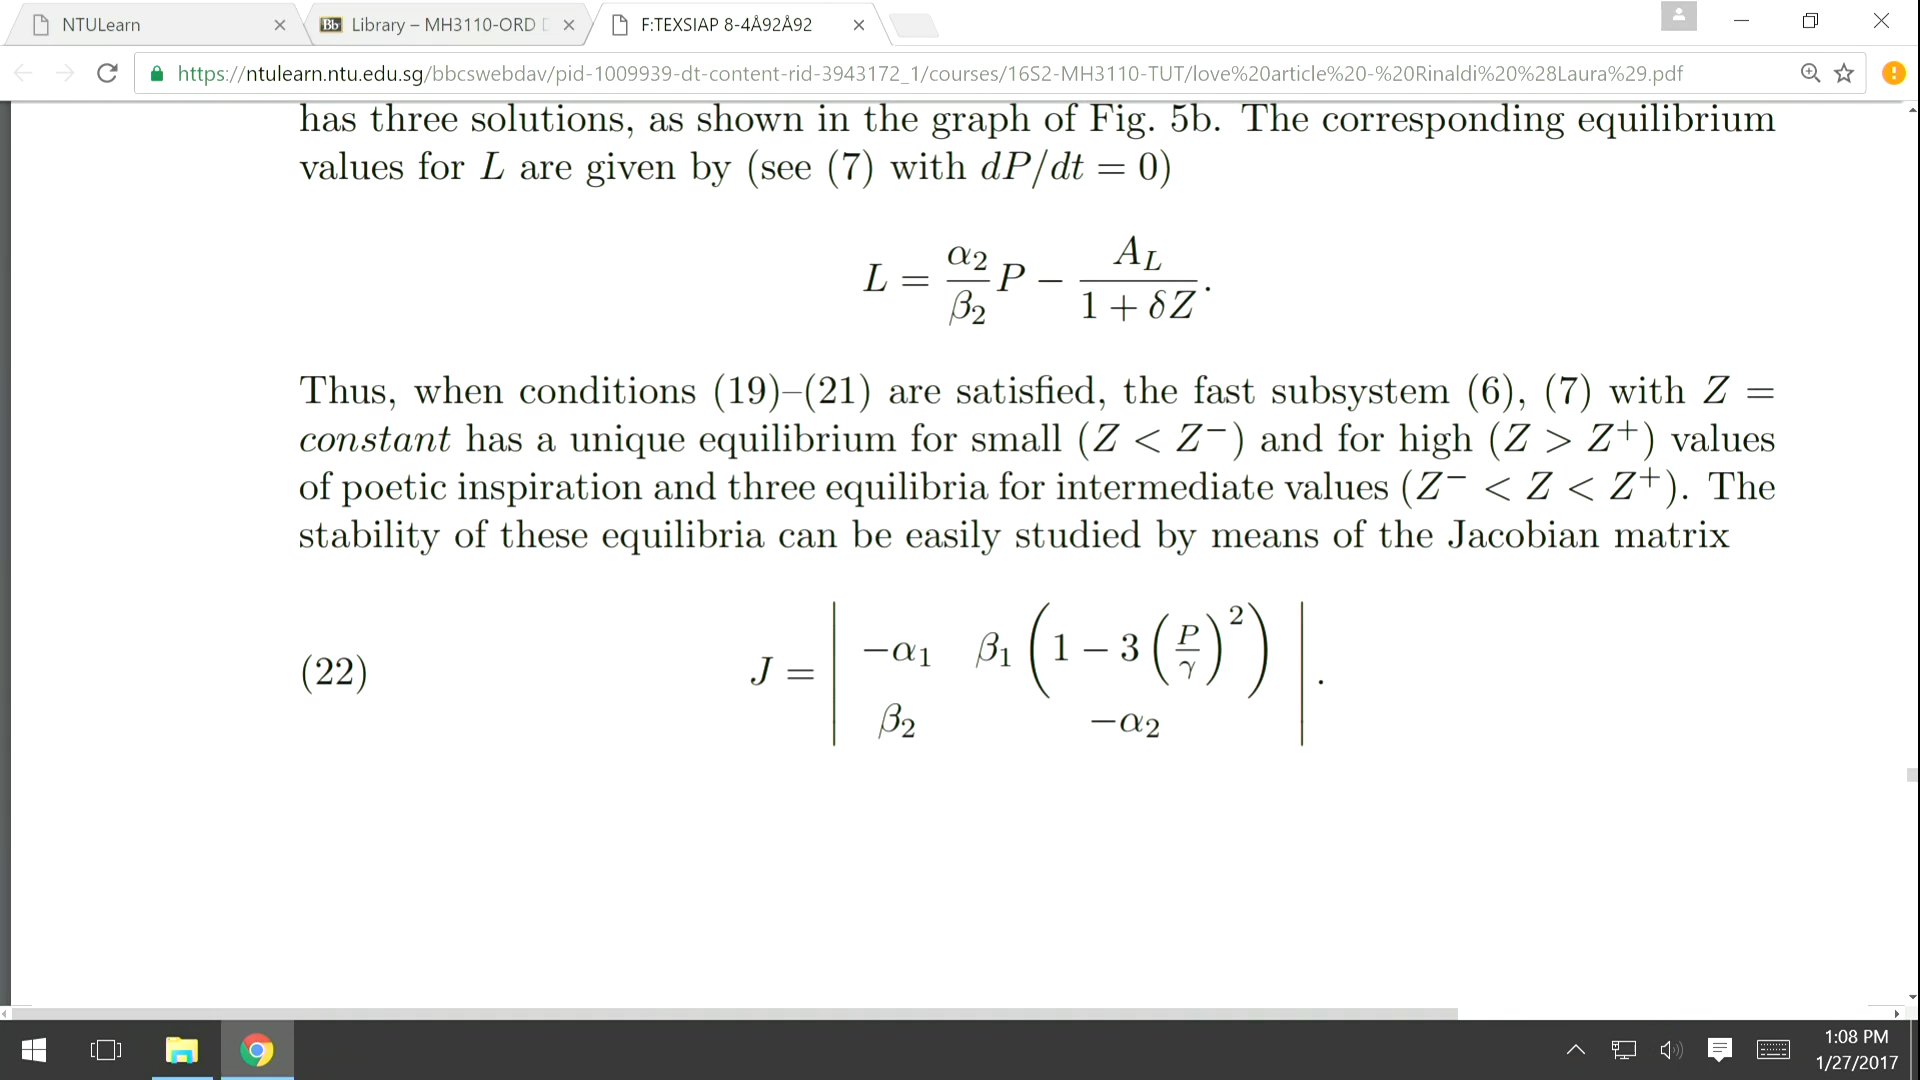 NTULearn
Library – MH3110-ORD D
F:TEXSIAP 8-4Å92Å92
https://ntulearn.ntu.edu.sg/bbcswebdav/pid-1009939-dt-content-rid-3943172_1/courses/16S2-MH3110-TUT/love%20article%20-%20Rinaldi%20%28Laura%29.pdf
has three solutions, as shown in the graph of Fig. 5b. The corresponding equilibrium
values for L are given by (see (7) with dP/dt = 0)
L = α₂/β₂ P − A_L/(1 + δZ).
Thus, when conditions (19)–(21) are satisfied, the fast subsystem (6), (7) with Z =
constant has a unique equilibrium for small (Z < Z⁻) and for high (Z > Z⁺) values
of poetic inspiration and three equilibria for intermediate values (Z⁻ < Z < Z⁺). The
stability of these equilibria can be easily studied by means of the Jacobian matrix
(22) J = | −α₁ β₁ (1 − 3 (P/γ)²) |
| β₂ −α₂ | .
1:08 PM
1/27/2017